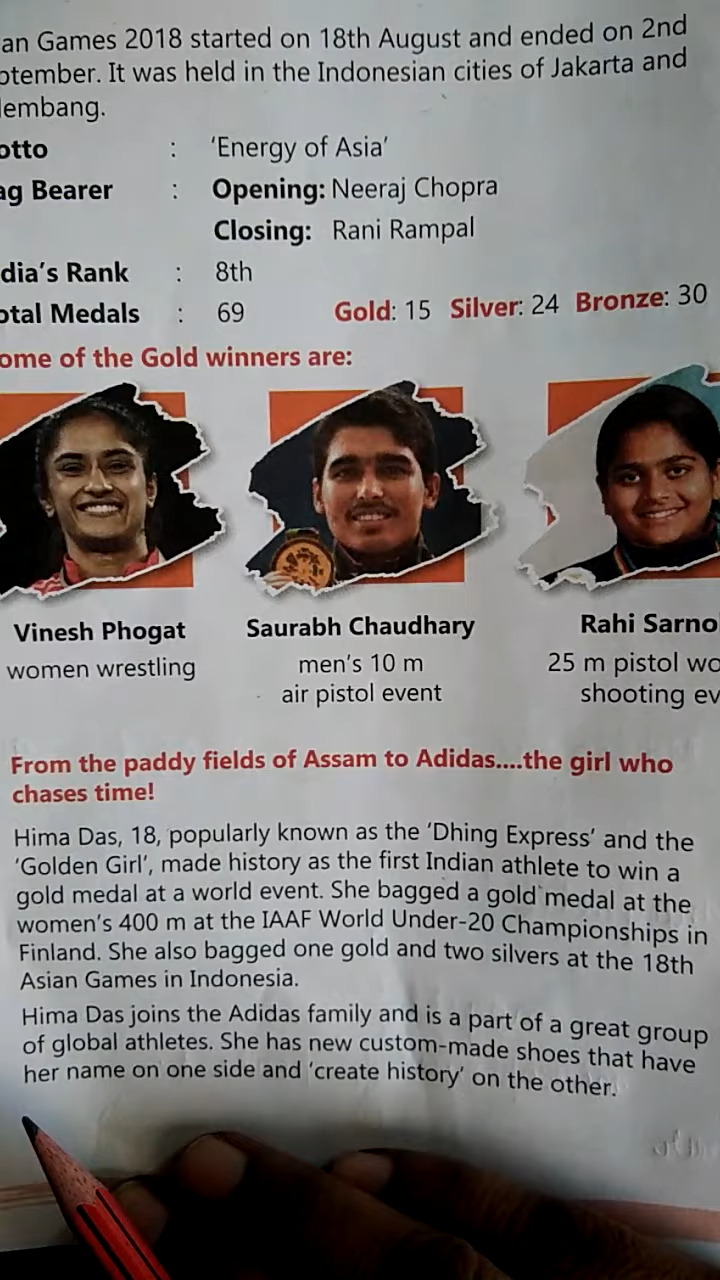 an Games 2018 started on 18th August and ended on 2nd
ptember. It was held in the Indonesian cities of Jakarta and
lembang.
otto : 'Energy of Asia'
ag Bearer : Opening: Neeraj Chopra
Closing: Rani Rampal
dia's Rank : 8th
otal Medals : 69 Gold: 15 Silver: 24 Bronze: 30
ome of the Gold winners are:
Vinesh Phogat
women wrestling
Saurabh Chaudhary
men's 10 m
air pistol event
Rahi Sarno
25 m pistol wo
shooting ev
From the paddy fields of Assam to Adidas....the girl who
chases time!
Hima Das, 18, popularly known as the 'Dhing Express' and the
'Golden Girl', made history as the first Indian athlete to win a
gold medal at a world event. She bagged a gold medal at the
women's 400 m at the IAAF World Under-20 Championships in
Finland. She also bagged one gold and two silvers at the 18th
Asian Games in Indonesia.
Hima Das joins the Adidas family and is a part of a great group
of global athletes. She has new custom-made shoes that have
her name on one side and 'create history' on the other.